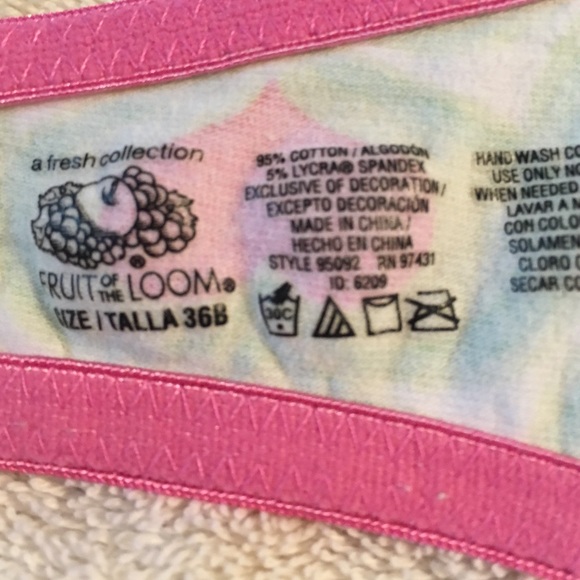 a fresh collection
FRUIT OF THE LOOM®
SIZE / TALLA 36B
95% COTTON / ALGODÓN
5% LYCRA® SPANDEX
EXCLUSIVE OF DECORATION /
EXCEPTO DECORACIÓN
MADE IN CHINA /
HECHO EN CHINA
STYLE 95092 RN 97431
ID: 6209
30C
HAND WASH CO
USE ONLY NO
WHEN NEEDED
LAVAR A M
CON COLO
SOLAMEN
CLORO C
SECAR CO